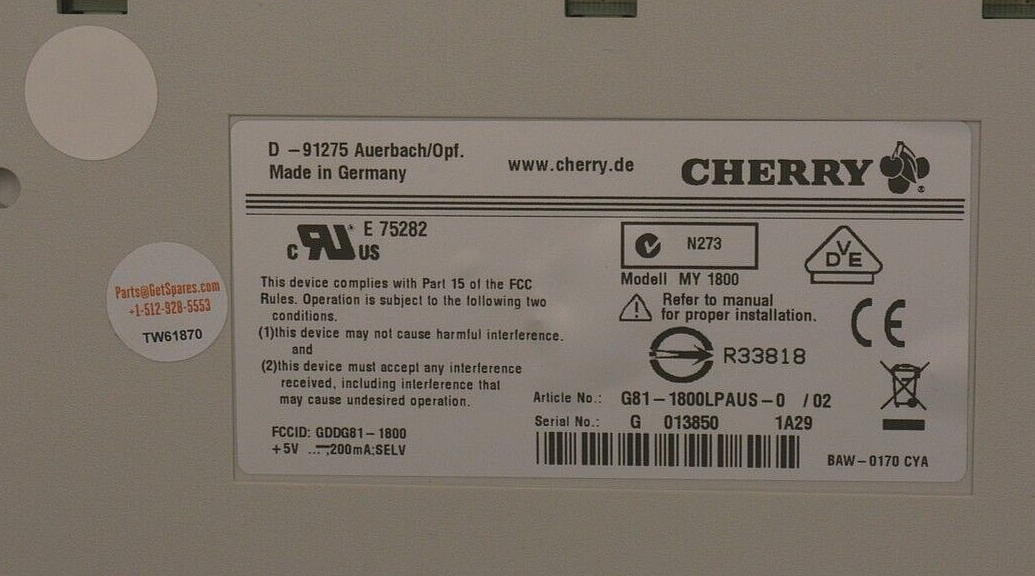 D -91275 Auerbach/Opf.
Made in Germany
www.cherry.de
CHERRY
®
c RU US
E 75282
N273
Modell MY 1800
VDE
This device complies with Part 15 of the FCC
Rules. Operation is subject to the following two
conditions.
(1)this device may not cause harmful interference.
and
(2)this device must accept any interference
received, including interference that
may cause undesired operation.
FCCID: GDDG81-1800
+5V ...⎓;200mA;SELV
Refer to manual
for proper installation.
CE
R33818
Article No.: G81-1800LPAUS-0 /02
Serial No.: G 013850 1A29
BAW-0170 CYA
Parts@GetSpares.com
+1-512-928-5553
TW61870